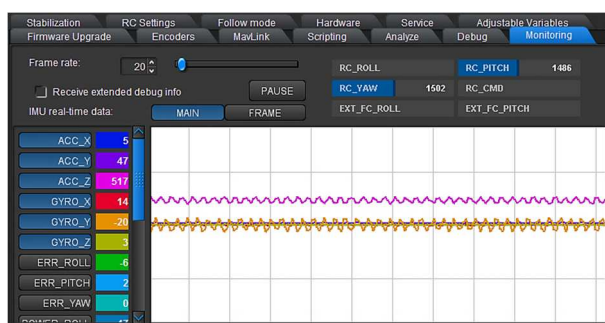 Stabilization RC Settings Follow mode Hardware Service Adjustable Variables
Firmware Upgrade Encoders MavLink Scripting Analyze Debug Monitoring
Frame rate: 20
RC_ROLL RC_PITCH 1486
Receive extended debug info PAUSE
RC_YAW 1502 RC_CMD
IMU real-time data: MAIN FRAME
EXT_FC_ROLL EXT_FC_PITCH
ACC_X 5
ACC_Y 47
ACC_Z 517
GYRO_X 14
GYRO_Y -20
GYRO_Z 3
ERR_ROLL -6
ERR_PITCH 2
ERR_YAW 0
POWER_ROLL 47